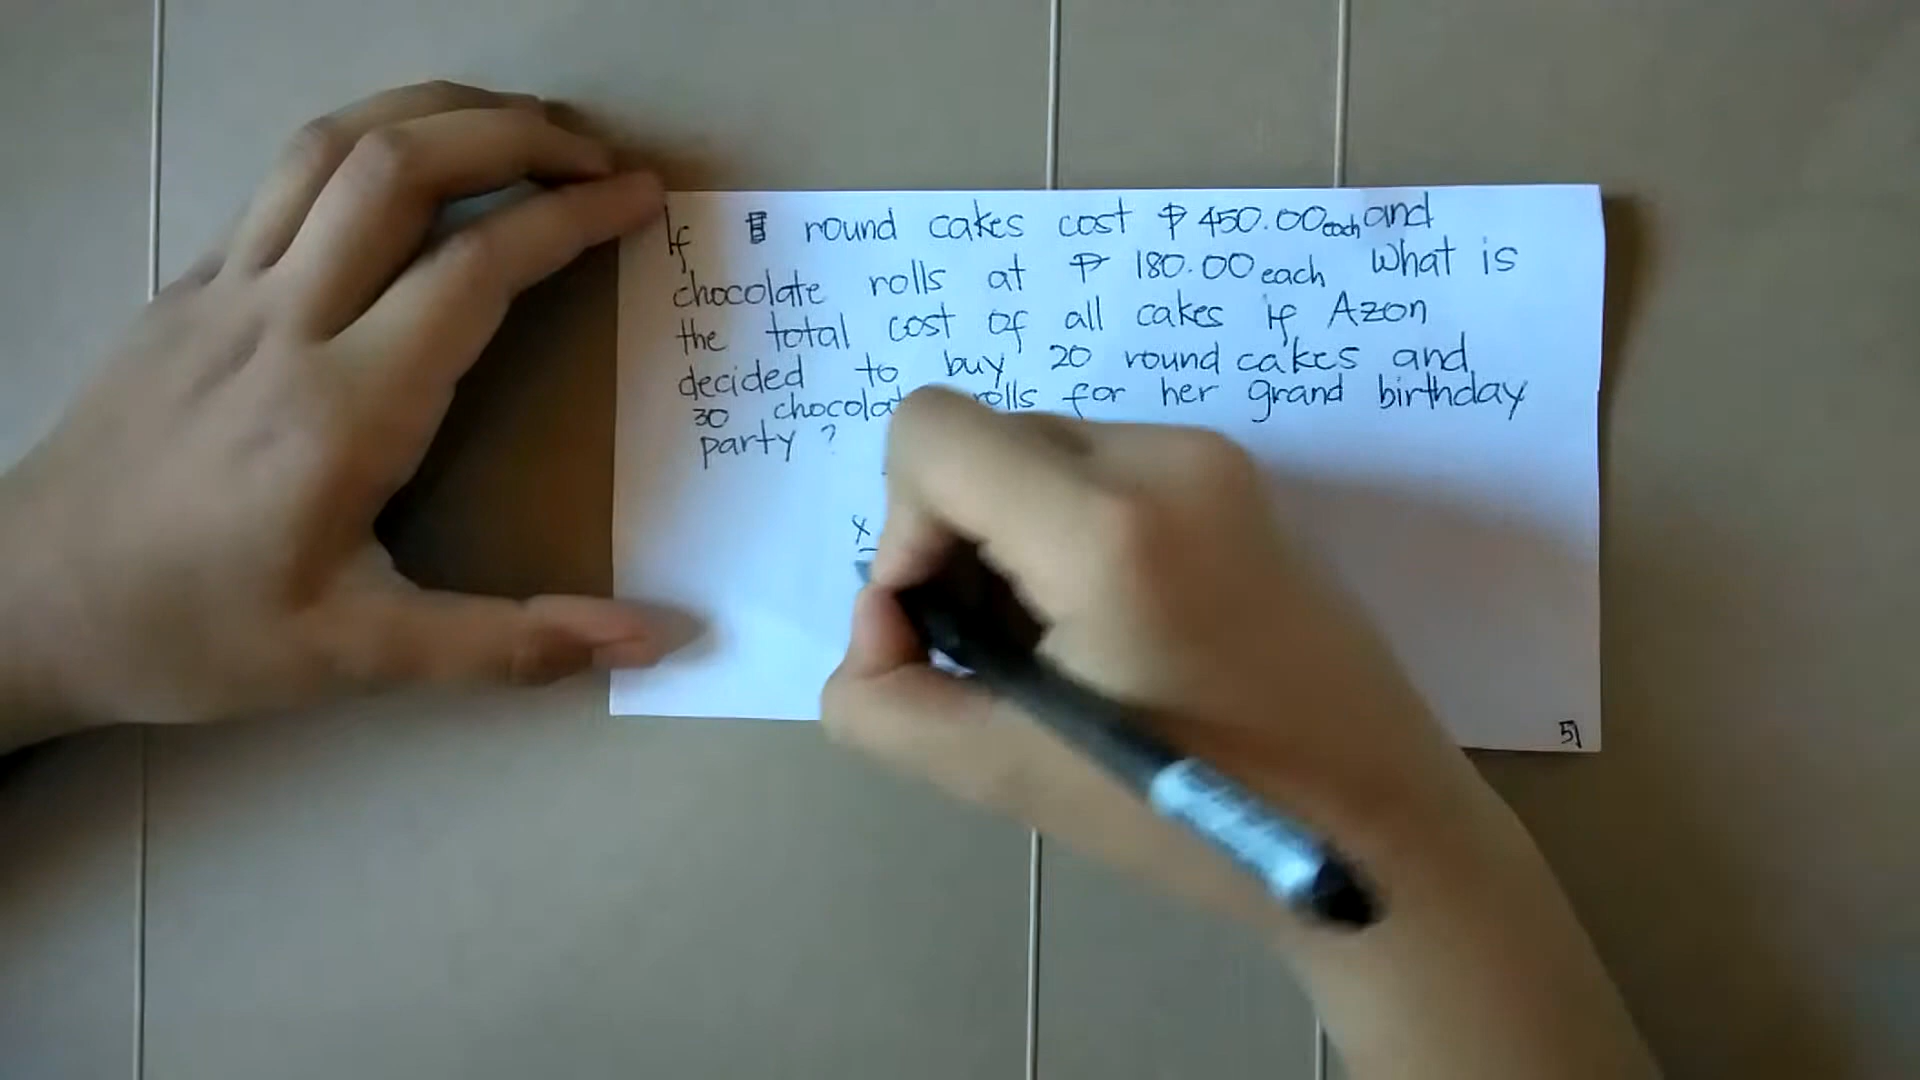 If round cakes cost ₱450.00 each and
chocolate rolls at ₱ 180.00 each What is
the total cost of all cakes if Azon
decided to buy 20 round cakes and
30 chocolat rolls for her grand birthday
party ?
x
51